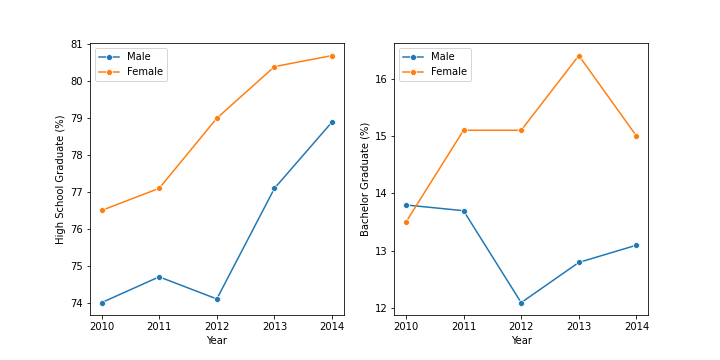 81
80
79
78
77
76
75
74
High School Graduate (%)
Male
Female
2010 2011 2012 2013 2014
Year
16
15
14
13
12
Bachelor Graduate (%)
Male
Female
2010 2011 2012 2013 2014
Year